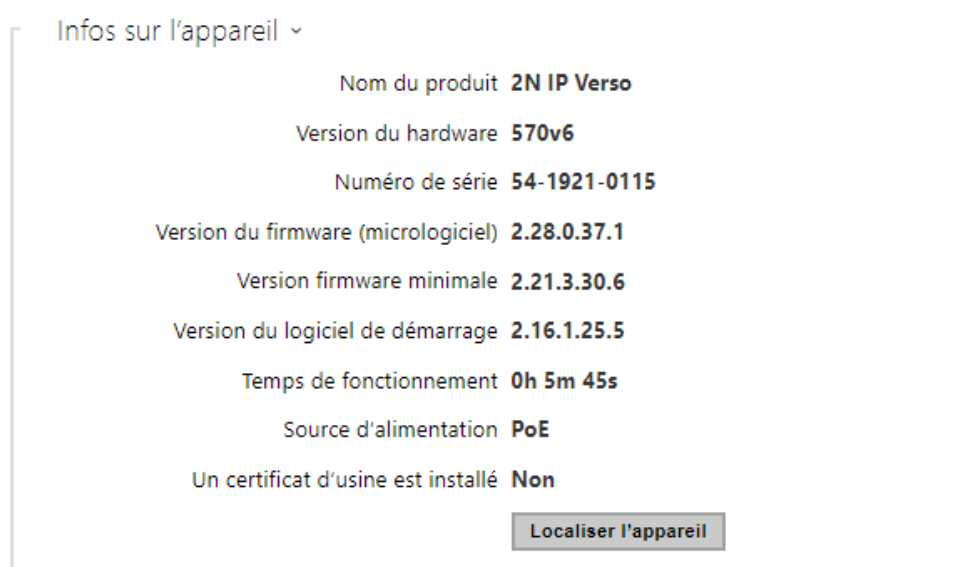 Infos sur l'appareil
Nom du produit 2N IP Verso
Version du hardware 570v6
Numéro de série 54-1921-0115
Version du firmware (micrologiciel) 2.28.0.37.1
Version firmware minimale 2.21.3.30.6
Version du logiciel de démarrage 2.16.1.25.5
Temps de fonctionnement 0h 5m 45s
Source d'alimentation PoE
Un certificat d'usine est installé Non
Localiser l'appareil